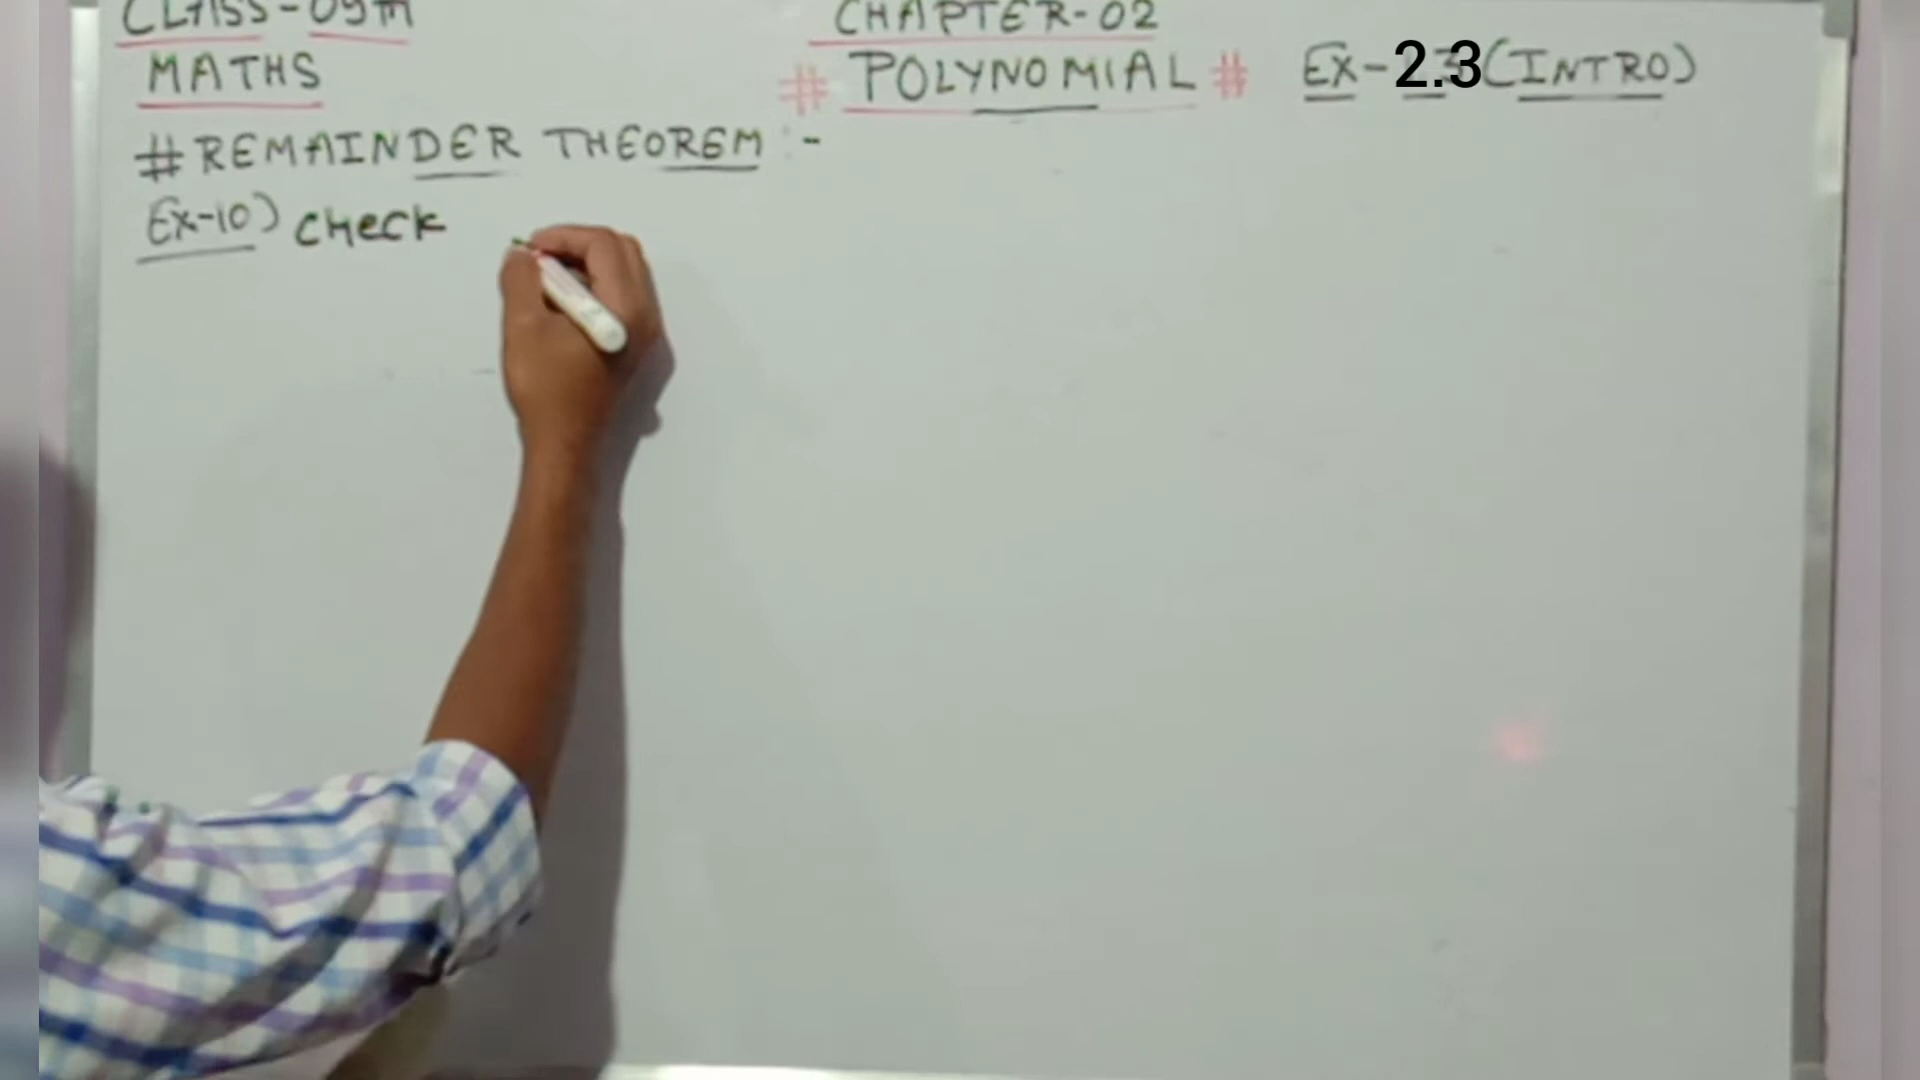 CLASS-09TH
CHAPTER-02
MATHS
# POLYNOMIAL # EX-2.3(INTRO)
#REMAINDER THEOREM :-
EX-10) CHeCK